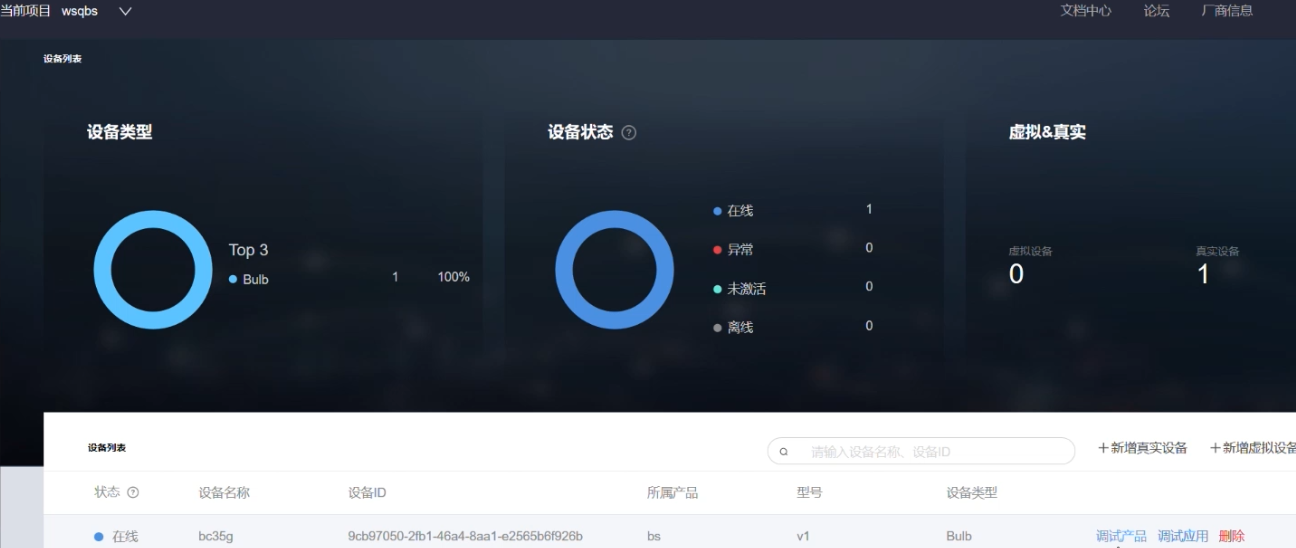 当前项目 wsqbs 文档中心 论坛 厂商信息
设备列表
设备类型 设备状态 ? 虚拟&真实
在线 1
Top 3 异常 0 虚拟设备 真实设备
Bulb 1 100% 0 1
未激活 0
离线 0
设备列表 请输入设备名称、设备ID +新增真实设备 +新增虚拟设备
状态 ? 设备名称 设备ID 所属产品 型号 设备类型
在线 bc35g 9cb97050-2fb1-46a4-8aa1-e2565b6f926b bs v1 Bulb 调试产品 调试应用 删除